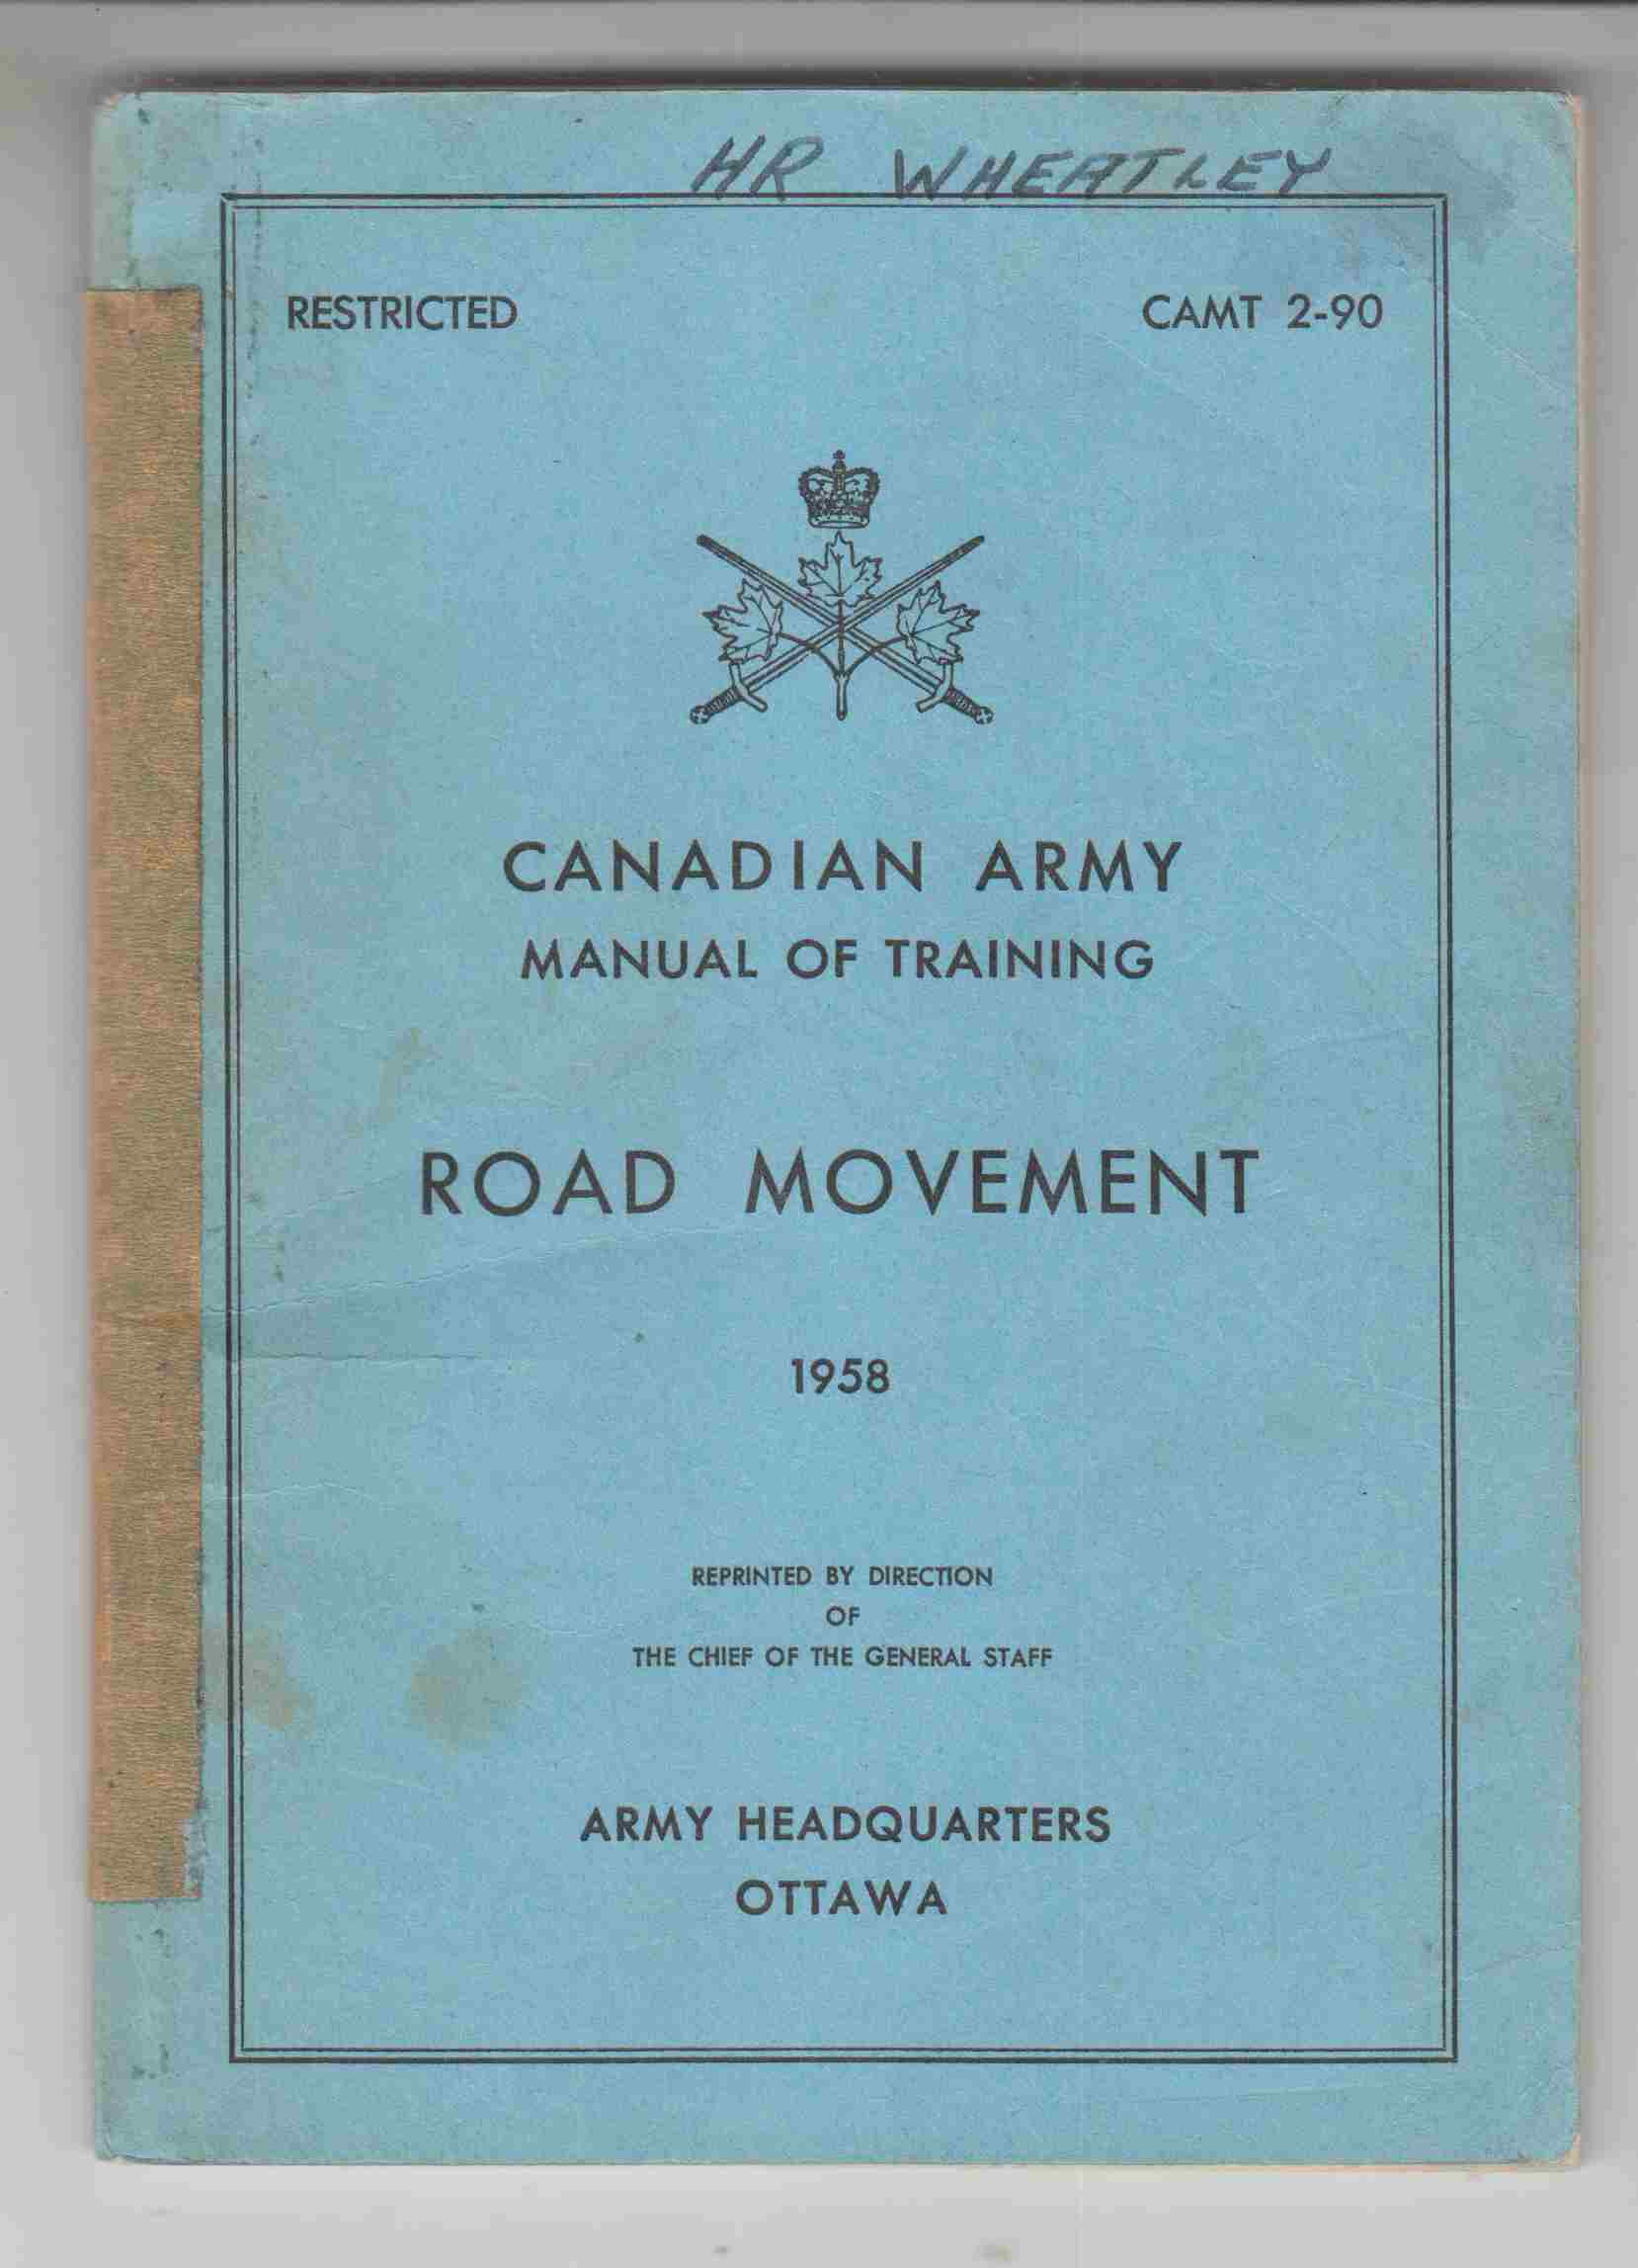 HR WHEATLEY
RESTRICTED CAMT 2-90
CANADIAN ARMY
MANUAL OF TRAINING
ROAD MOVEMENT
1958
REPRINTED BY DIRECTION
OF
THE CHIEF OF THE GENERAL STAFF
ARMY HEADQUARTERS
OTTAWA